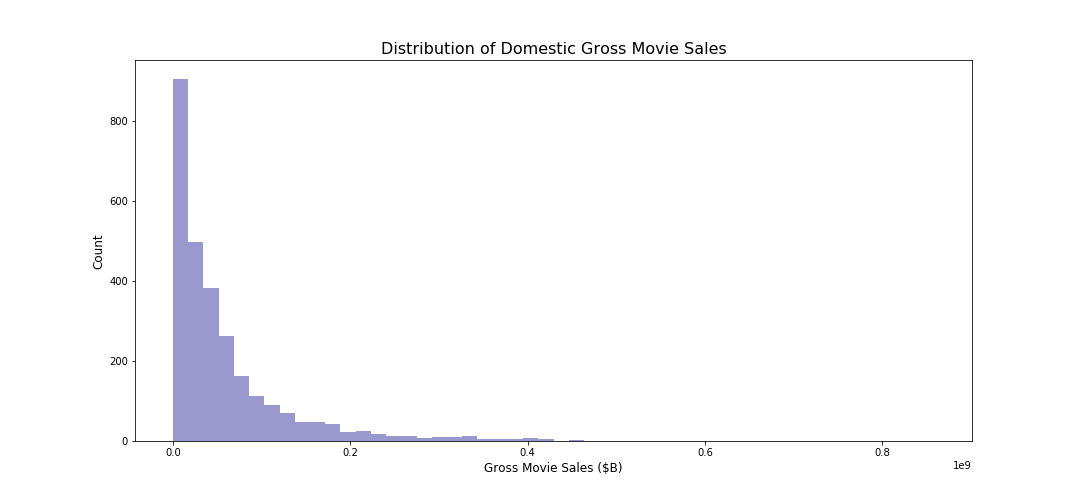 Distribution of Domestic Gross Movie Sales
800
600
400
200
0
Count
0.0 0.2 0.4 0.6 0.8
1e9
Gross Movie Sales ($B)